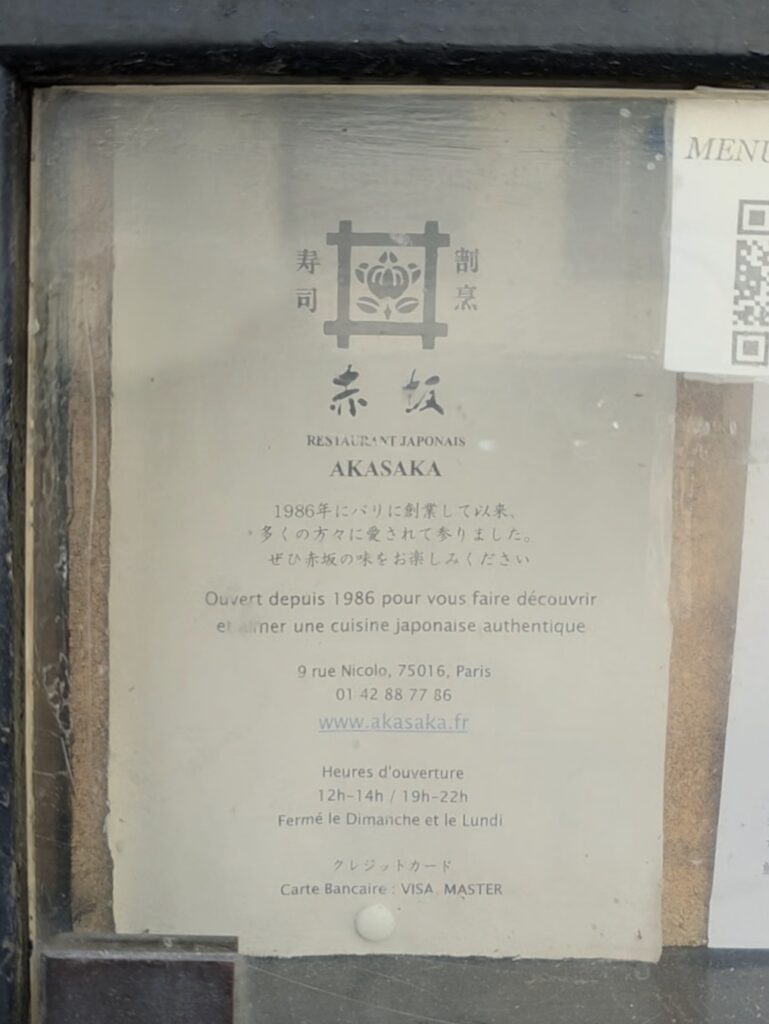 寿司
割烹
赤坂
RESTAURANT JAPONAIS
AKASAKA
1986年にパリに創業して以来、
多くの方々に愛されて参りました。
ぜひ赤坂の味をお楽しみください
Ouvert depuis 1986 pour vous faire découvrir
et aimer une cuisine japonaise authentique
9 rue Nicolo, 75016, Paris
01 42 88 77 86
www.akasaka.fr
Heures d'ouverture
12h-14h / 19h-22h
Fermé le Dimanche et le Lundi
クレジットカード
Carte Bancaire : VISA, MASTER
MENU